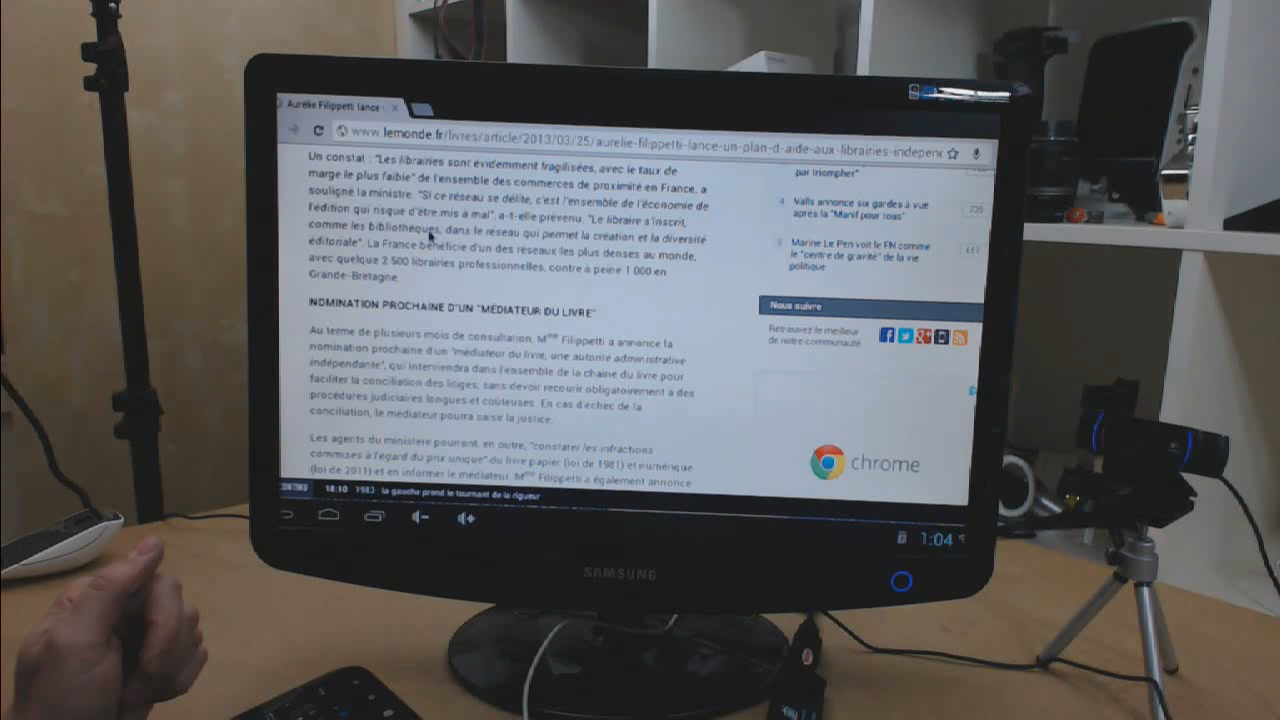 Aurélie Filippetti lance
www.lemonde.fr/livres/article/2013/03/25/aurelie-filippetti-lance-un-plan-d-aide-aux-librairies-indepen
Un constat : "Les librairies sont évidemment fragilisées, avec le taux de
marge le plus faible" de l'ensemble des commerces de proximité en France, a
souligné la ministre. "Si ce réseau se délite, c'est l'ensemble de l'économie de
l'édition qui risque d'être mis à mal", a-t-elle prévenu. "Le libraire s'inscrit,
comme les bibliothèques, dans le réseau qui permet la création et la diversité
éditoriale". La France bénéficie d'un des réseaux les plus denses au monde,
avec quelque 2 500 librairies professionnelles, contre à peine 1 000 en
Grande-Bretagne.
NOMINATION PROCHAINE D'UN "MÉDIATEUR DU LIVRE"
Au terme de plusieurs mois de consultation, Mme Filippetti a annoncé la
nomination prochaine d'un "médiateur du livre, une autorité administrative
indépendante", qui interviendra dans l'ensemble de la chaîne du livre pour
faciliter la conciliation des litiges, sans devoir recourir obligatoirement à des
procédures judiciaires longues et coûteuses. En cas d'échec de la
conciliation, le médiateur pourra saisir la justice.
Les agents du ministère pourront, en outre, "constater les infractions
commises à l'égard du prix unique" du livre papier (loi de 1981) et numérique
(loi de 2011) et en informer le médiateur. Mme Filippetti a également annoncé
par triompher"
4 Valls annonce six gardes à vue
après la "Manif pour tous"
Marine Le Pen voit le FN comme
le "centre de gravité" de la vie
politique
Nous suivre
Retrouvez le meilleur
de notre communauté
chrome
CONTINU 18:10 1983 : la gauche prend le tournant de la rigueur
1:04
SAMSUNG